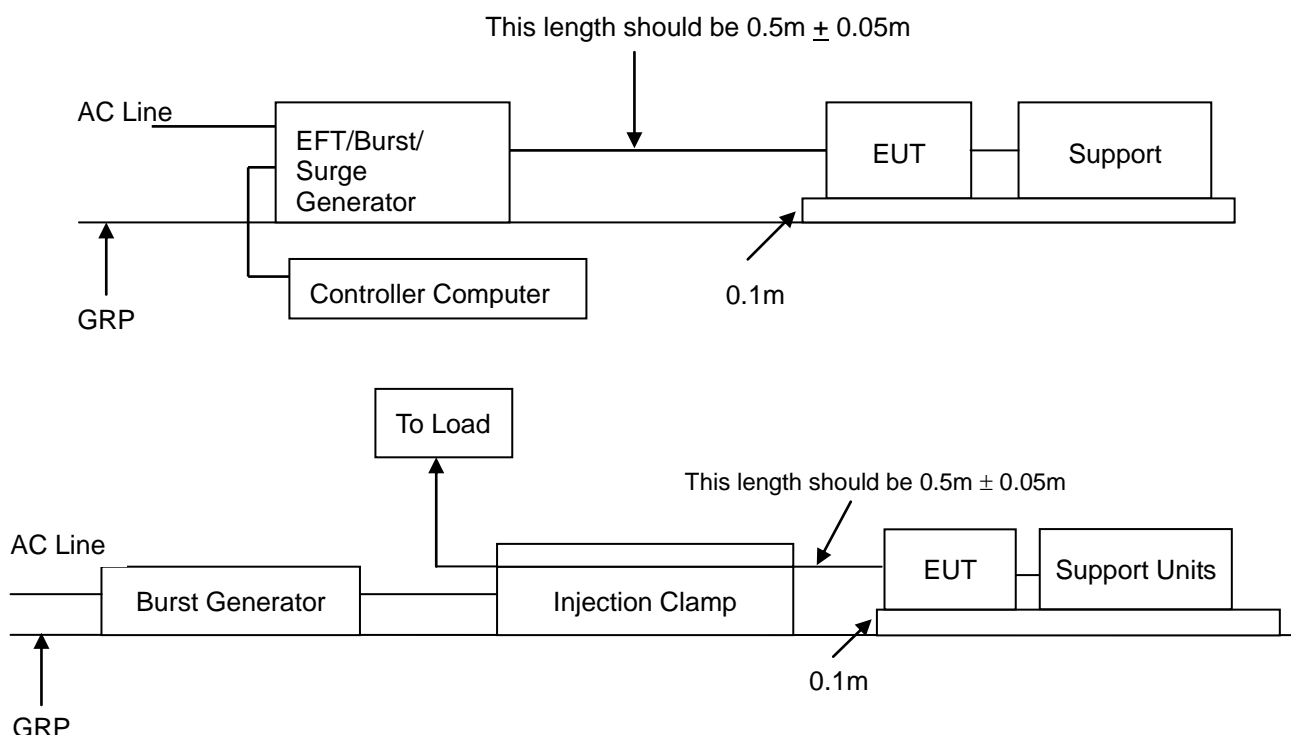 This length should be 0.5m ± 0.05m
AC Line
EFT/Burst/
Surge
Generator
EUT
Support
Controller Computer
0.1m
GRP
To Load
This length should be 0.5m ± 0.05m
AC Line
Burst Generator
Injection Clamp
EUT
Support Units
0.1m
GRP